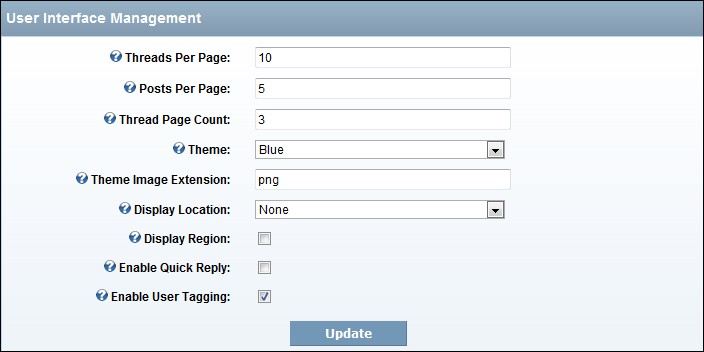 User Interface Management
Threads Per Page: 10
Posts Per Page: 5
Thread Page Count: 3
Theme: Blue
Theme Image Extension: png
Display Location: None
Display Region:
Enable Quick Reply:
Enable User Tagging:
Update